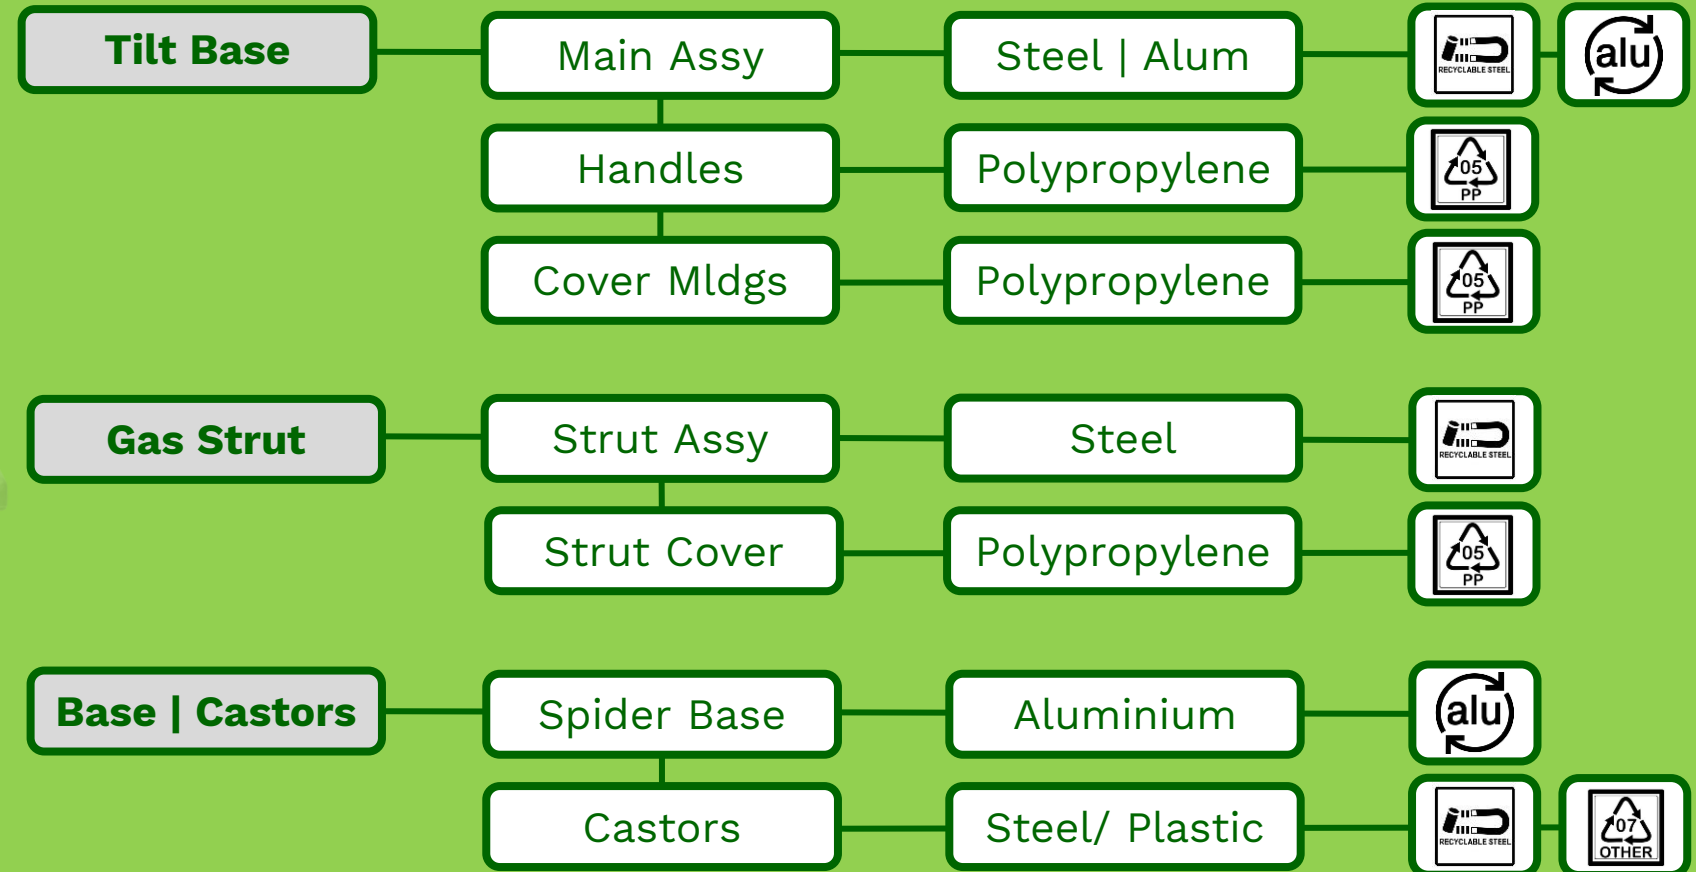 Tilt Base
Main Assy
Steel | Alum
RECYCLABLE STEEL
alu
Handles
Polypropylene
05
PP
Cover Mldgs
Polypropylene
05
PP
Gas Strut
Strut Assy
Steel
RECYCLABLE STEEL
Strut Cover
Polypropylene
05
PP
Base | Castors
Spider Base
Aluminium
alu
Castors
Steel/ Plastic
RECYCLABLE STEEL
07
OTHER